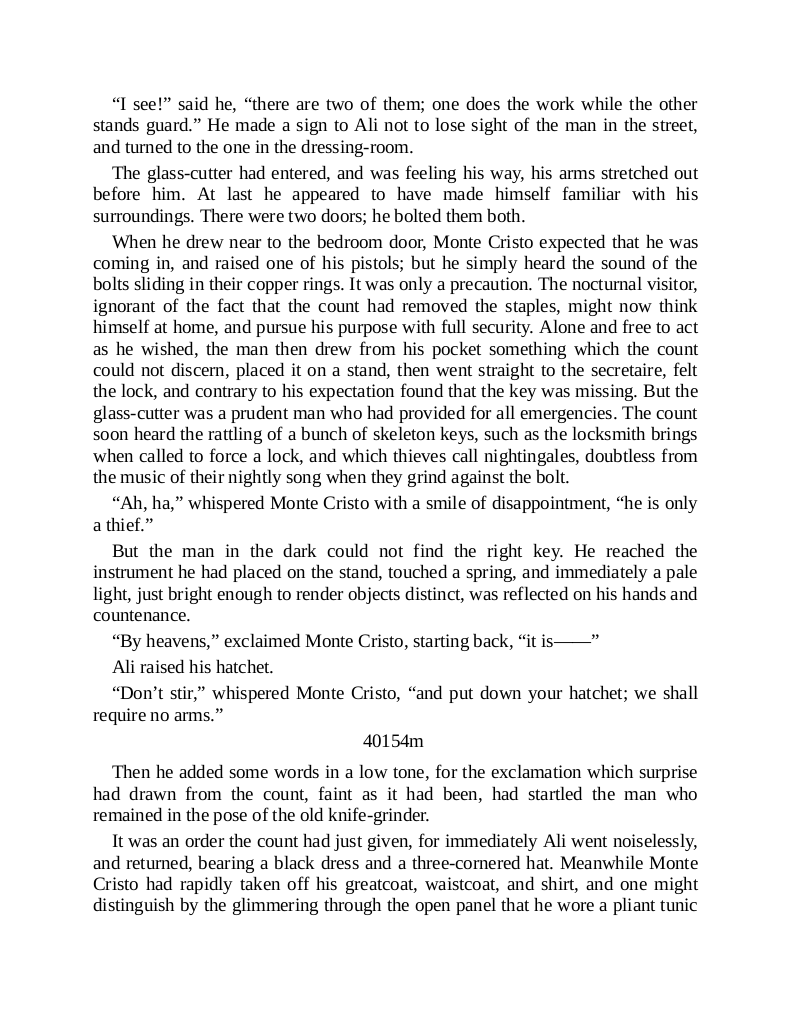 “I see!” said he, “there are two of them; one does the work while the other
stands guard.” He made a sign to Ali not to lose sight of the man in the street,
and turned to the one in the dressing-room.
The glass-cutter had entered, and was feeling his way, his arms stretched out
before him. At last he appeared to have made himself familiar with his
surroundings. There were two doors; he bolted them both.
When he drew near to the bedroom door, Monte Cristo expected that he was
coming in, and raised one of his pistols; but he simply heard the sound of the
bolts sliding in their copper rings. It was only a precaution. The nocturnal visitor,
ignorant of the fact that the count had removed the staples, might now think
himself at home, and pursue his purpose with full security. Alone and free to act
as he wished, the man then drew from his pocket something which the count
could not discern, placed it on a stand, then went straight to the secretaire, felt
the lock, and contrary to his expectation found that the key was missing. But the
glass-cutter was a prudent man who had provided for all emergencies. The count
soon heard the rattling of a bunch of skeleton keys, such as the locksmith brings
when called to force a lock, and which thieves call nightingales, doubtless from
the music of their nightly song when they grind against the bolt.
“Ah, ha,” whispered Monte Cristo with a smile of disappointment, “he is only
a thief.”
But the man in the dark could not find the right key. He reached the
instrument he had placed on the stand, touched a spring, and immediately a pale
light, just bright enough to render objects distinct, was reflected on his hands and
countenance.
“By heavens,” exclaimed Monte Cristo, starting back, “it is——”
Ali raised his hatchet.
“Don’t stir,” whispered Monte Cristo, “and put down your hatchet; we shall
require no arms.”
40154m
Then he added some words in a low tone, for the exclamation which surprise
had drawn from the count, faint as it had been, had startled the man who
remained in the pose of the old knife-grinder.
It was an order the count had just given, for immediately Ali went noiselessly,
and returned, bearing a black dress and a three-cornered hat. Meanwhile Monte
Cristo had rapidly taken off his greatcoat, waistcoat, and shirt, and one might
distinguish by the glimmering through the open panel that he wore a pliant tunic